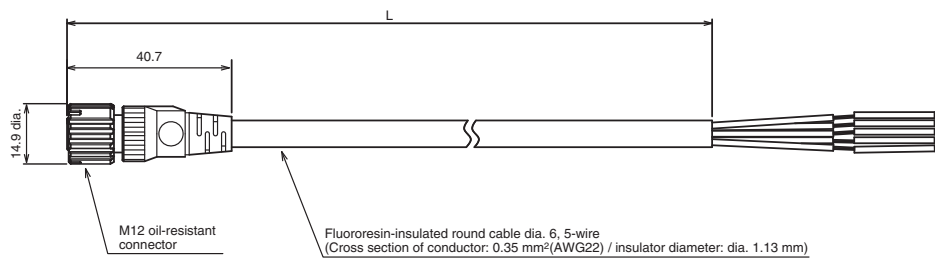 L
40.7
14.9 dia.
M12 oil-resistant
connector
Fluororesin-insulated round cable dia. 6, 5-wire
(Cross section of conductor: 0.35 mm²(AWG22) / insulator diameter: dia. 1.13 mm)